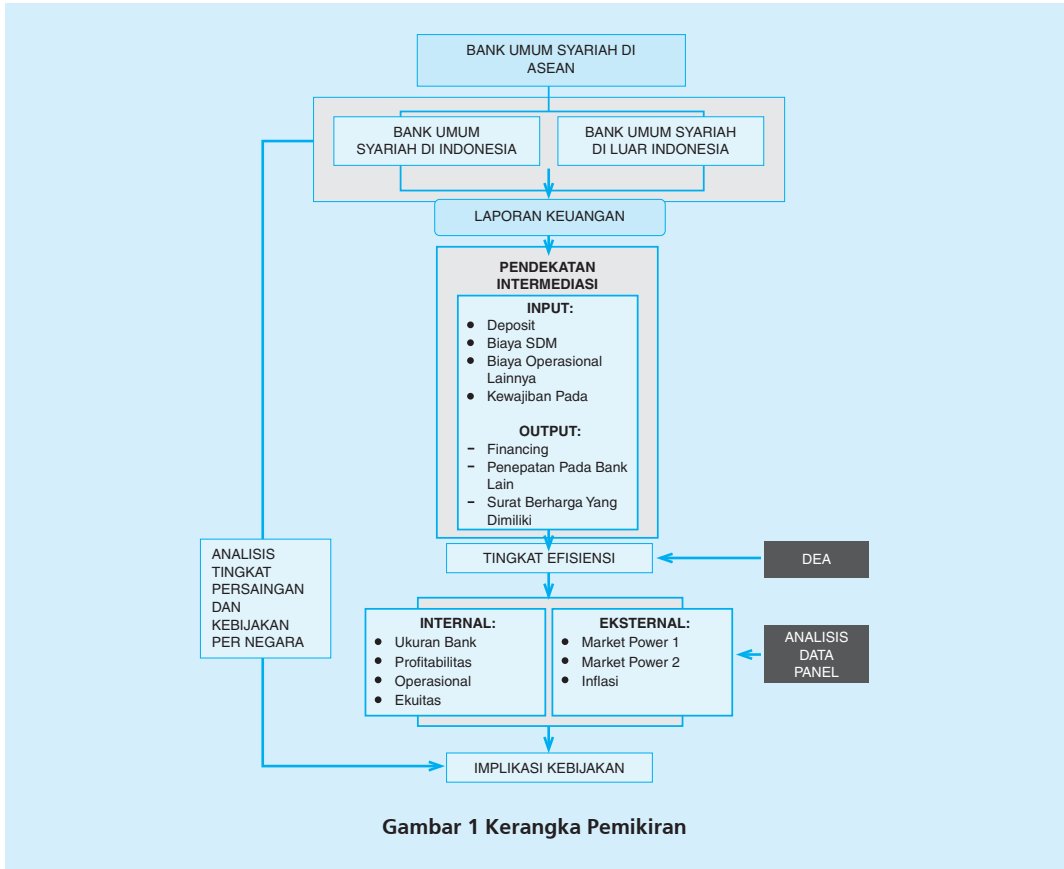 BANK UMUM SYARIAH DI
ASEAN
BANK UMUM
SYARIAH DI INDONESIA
BANK UMUM SYARIAH
DI LUAR INDONESIA
LAPORAN KEUANGAN
PENDEKATAN
INTERMEDIASI
INPUT:
● Deposit
● Biaya SDM
● Biaya Operasional
Lainnya
● Kewajiban Pada
OUTPUT:
– Financing
– Penepatan Pada Bank
Lain
– Surat Berharga Yang
Dimiliki
TINGKAT EFISIENSI
DEA
ANALISIS
TINGKAT
PERSAINGAN
DAN
KEBIJAKAN
PER NEGARA
INTERNAL:
● Ukuran Bank
● Profitabilitas
● Operasional
● Ekuitas
EKSTERNAL:
● Market Power 1
● Market Power 2
● Inflasi
ANALISIS
DATA
PANEL
IMPLIKASI KEBIJAKAN
Gambar 1 Kerangka Pemikiran